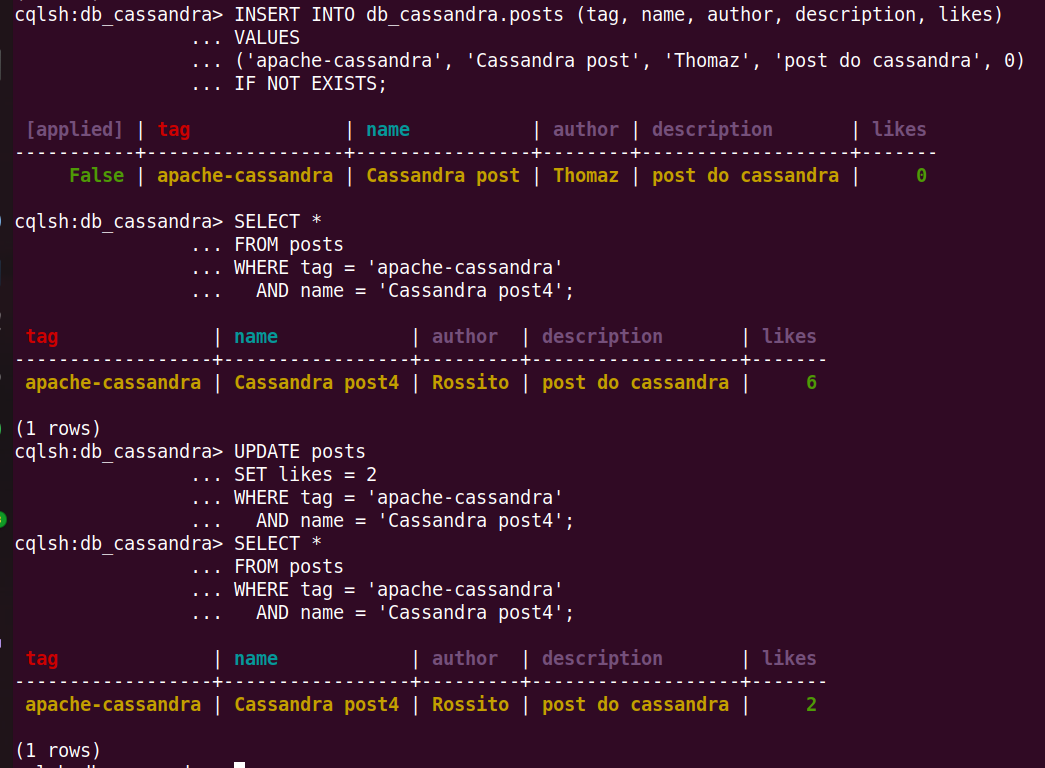 cqlsh:db_cassandra> INSERT INTO db_cassandra.posts (tag, name, author, description, likes)
                ... VALUES
                ... ('apache-cassandra', 'Cassandra post', 'Thomaz', 'post do cassandra', 0)
                ... IF NOT EXISTS;
 [applied] | tag              | name           | author | description       | likes
-----------+------------------+----------------+--------+-------------------+-------
     False | apache-cassandra | Cassandra post | Thomaz | post do cassandra |     0
cqlsh:db_cassandra> SELECT *
                ... FROM posts
                ... WHERE tag = 'apache-cassandra'
                ...   AND name = 'Cassandra post4';
 tag              | name            | author  | description       | likes
------------------+-----------------+---------+-------------------+-------
 apache-cassandra | Cassandra post4 | Rossito | post do cassandra |     6
(1 rows)
cqlsh:db_cassandra> UPDATE posts
                ... SET likes = 2
                ... WHERE tag = 'apache-cassandra'
                ...   AND name = 'Cassandra post4';
cqlsh:db_cassandra> SELECT *
                ... FROM posts
                ... WHERE tag = 'apache-cassandra'
                ...   AND name = 'Cassandra post4';
 tag              | name            | author  | description       | likes
------------------+-----------------+---------+-------------------+-------
 apache-cassandra | Cassandra post4 | Rossito | post do cassandra |     2
(1 rows)